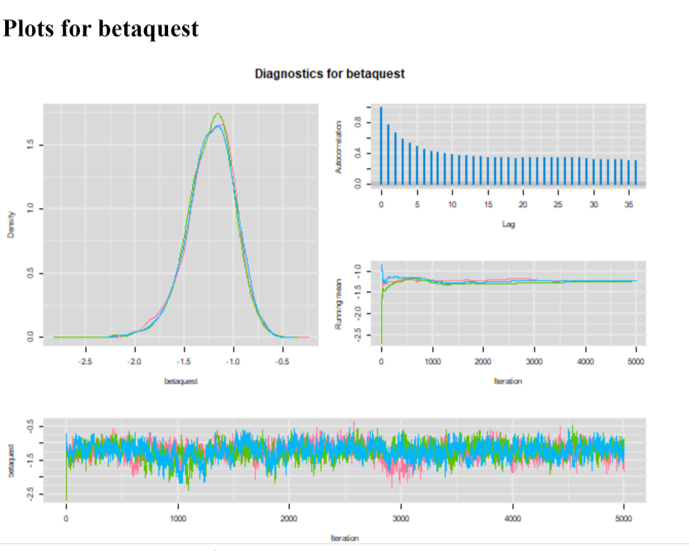 Plots for betaquest
Diagnostics for betaquest
Density
0.0
0.5
1.0
1.5
-2.5 -2.0 -1.5 -1.0 -0.5
betaquest
Autocorrelation
0.0 0.4 0.8
0 5 10 15 20 25 30 35
Lag
Running mean
-2.5 -2.0 -1.5 -1.0
0 1000 2000 3000 4000 5000
Iteration
betaquest
-2.5 -1.5 -0.5
0 1000 2000 3000 4000 5000
Iteration